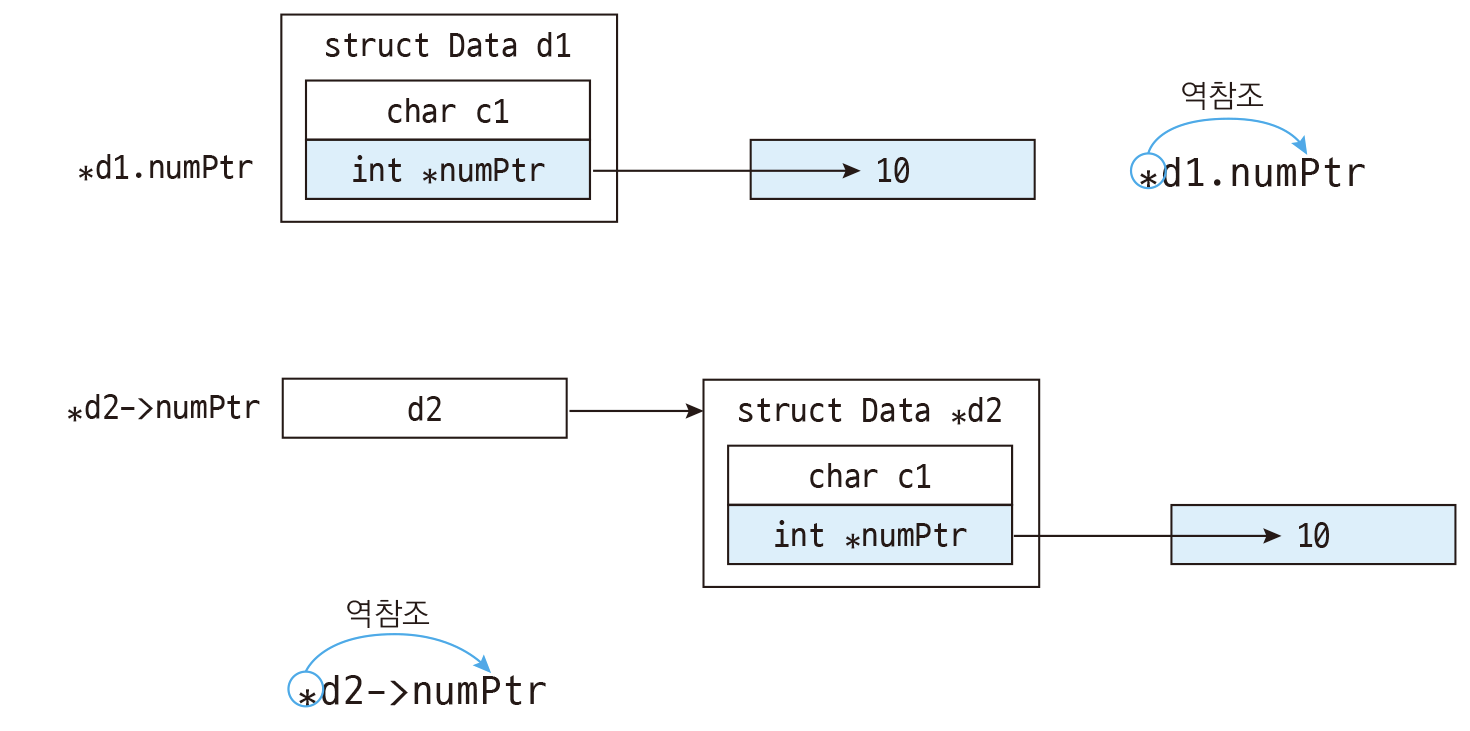 struct Data d1
char c1
*d1.numPtr
int *numPtr
10
역참조
*d1.numPtr
*d2->numPtr
d2
struct Data *d2
char c1
int *numPtr
10
역참조
*d2->numPtr